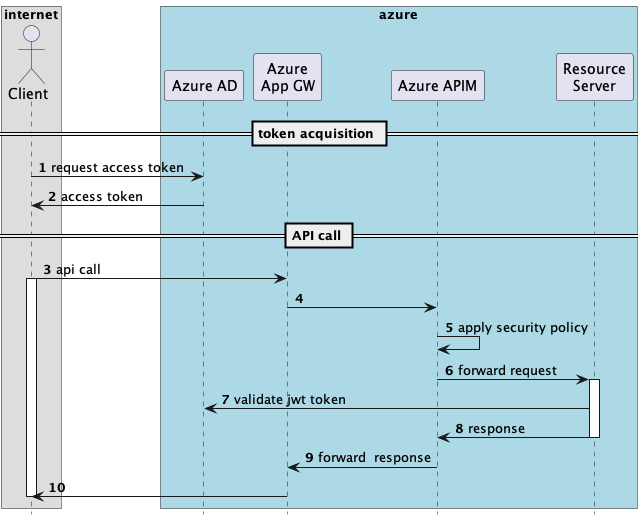 internet
azure
Client
Azure AD
Azure
App GW
Azure APIM
Resource
Server
token acquisition
1 request access token
2 access token
API call
3 api call
4
5 apply security policy
6 forward request
7 validate jwt token
8 response
9 forward  response
10